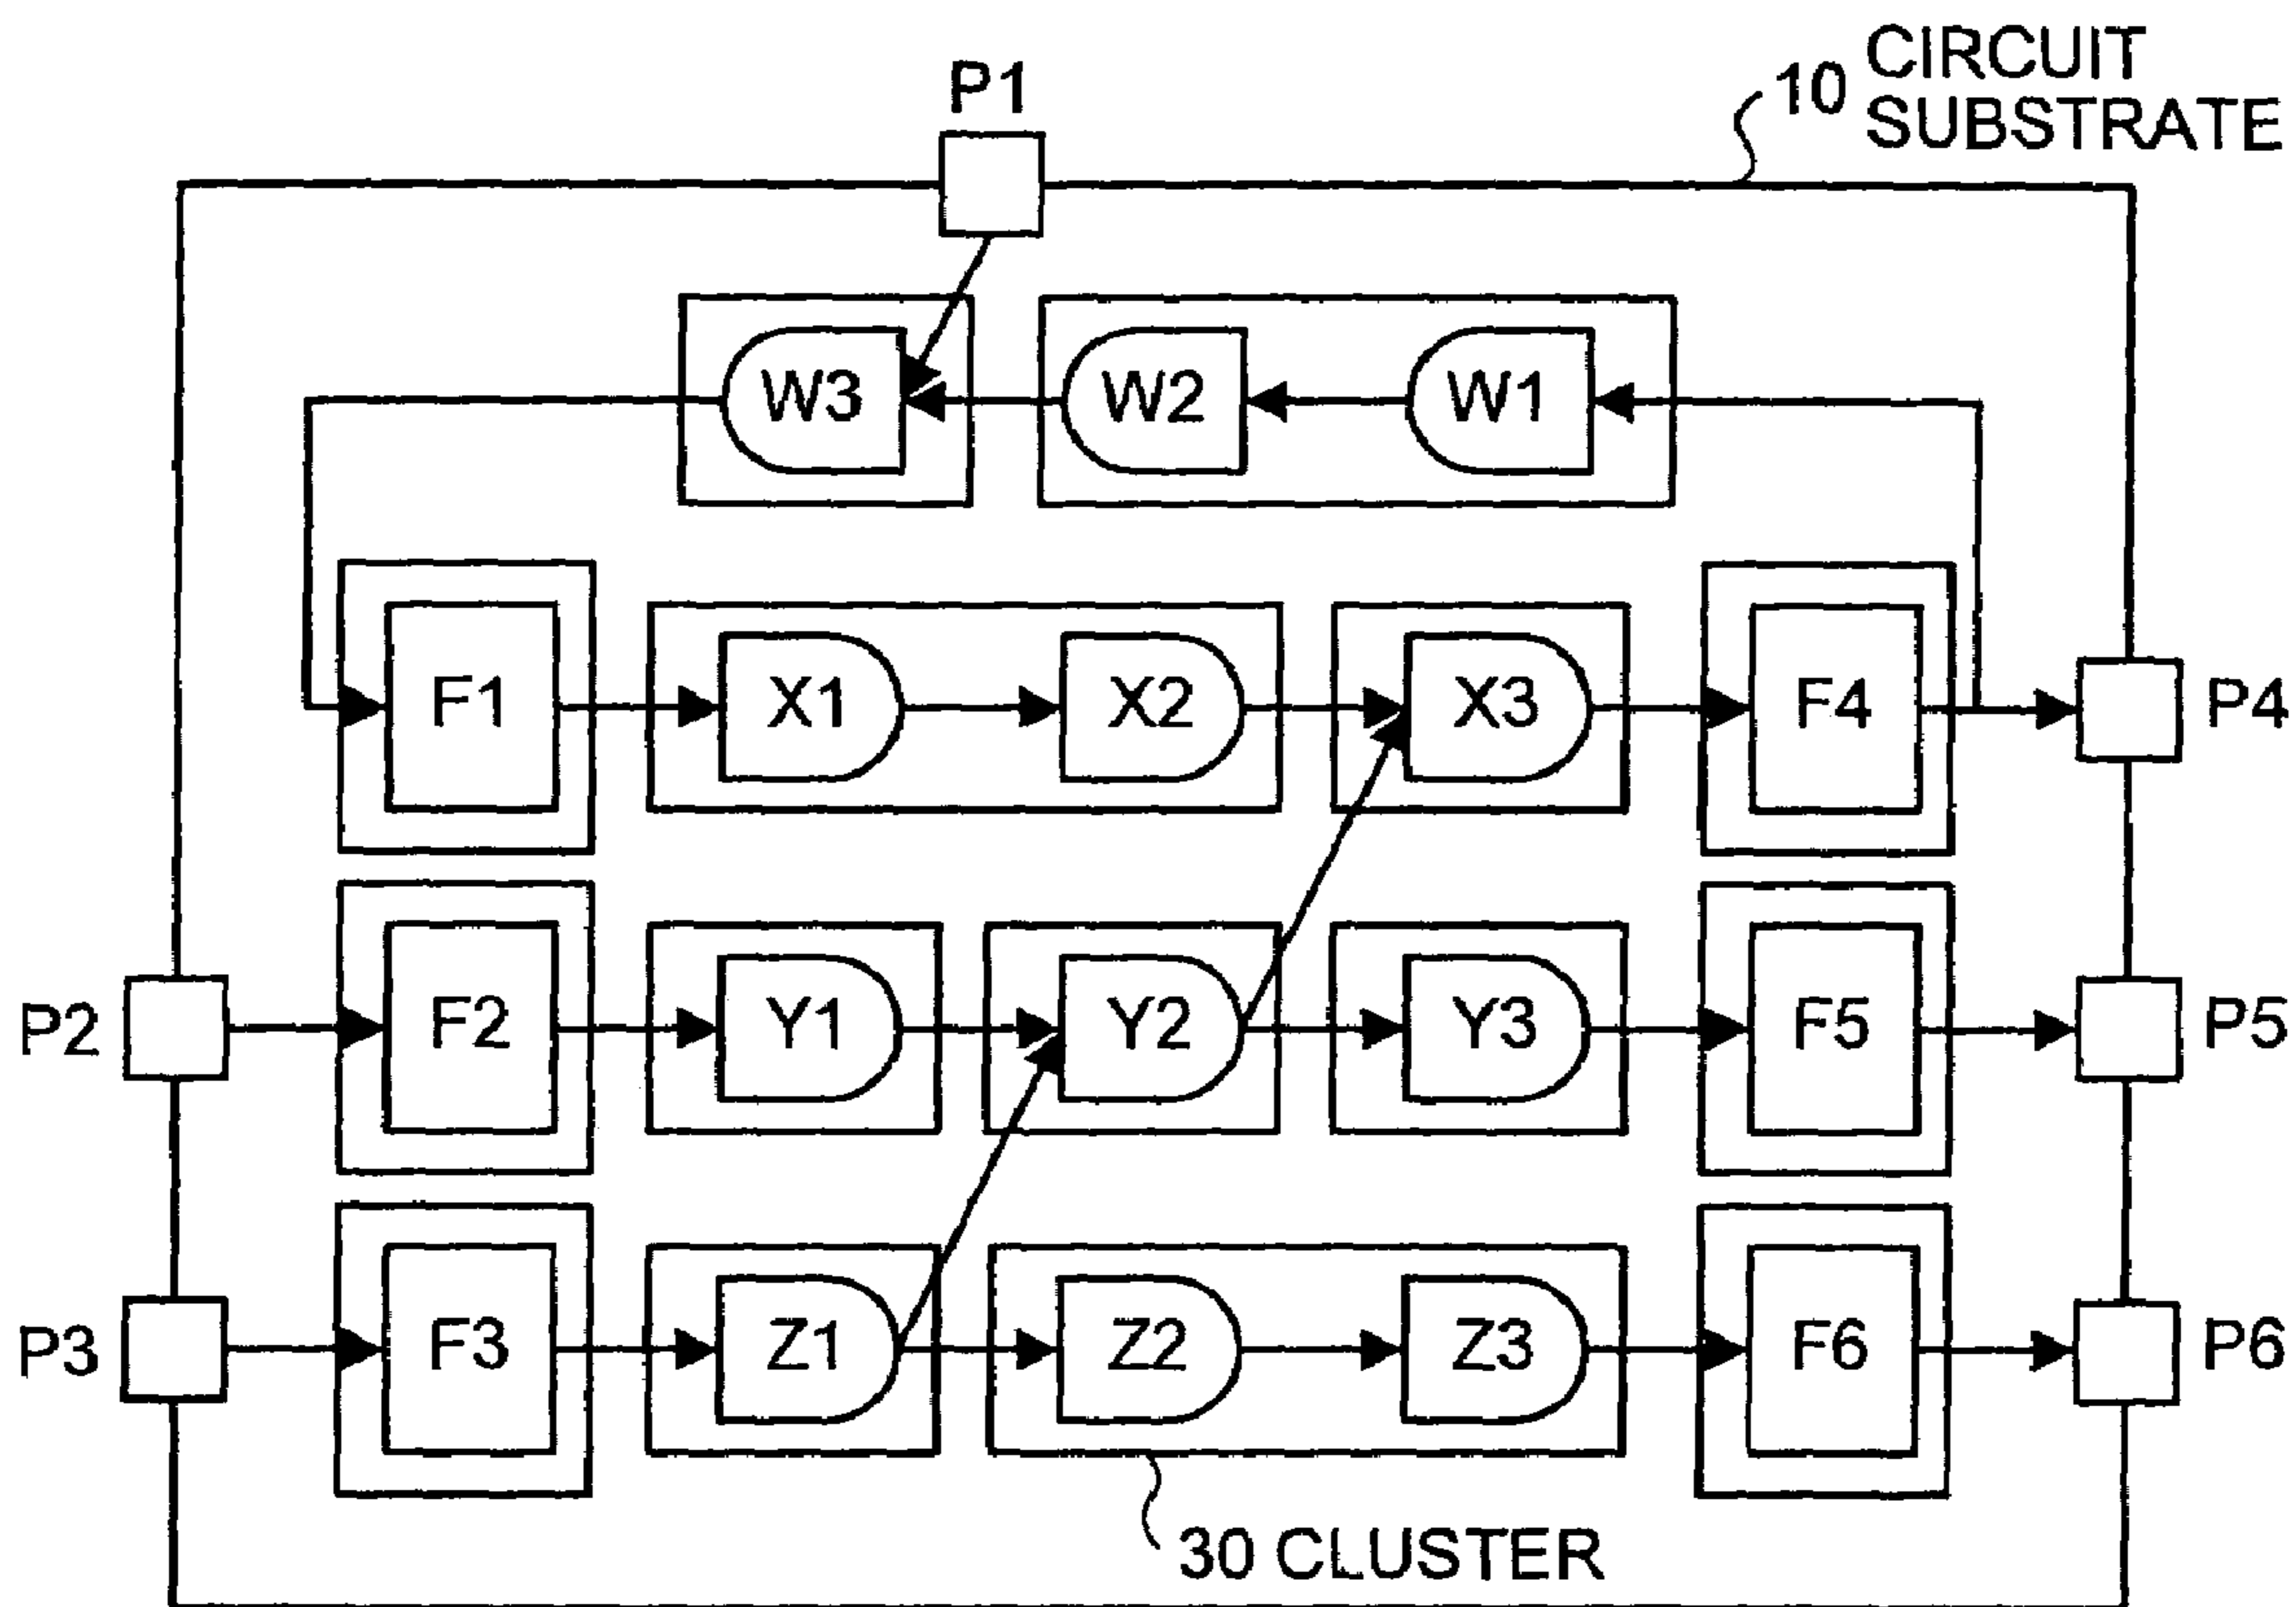 P1
10 CIRCUIT
SUBSTRATE
W3 W2 W1
F1 X1 X2 X3 F4 P4
P2 F2 Y1 Y2 Y3 F5 P5
P3 F3 Z1 Z2 Z3 F6 P6
30 CLUSTER